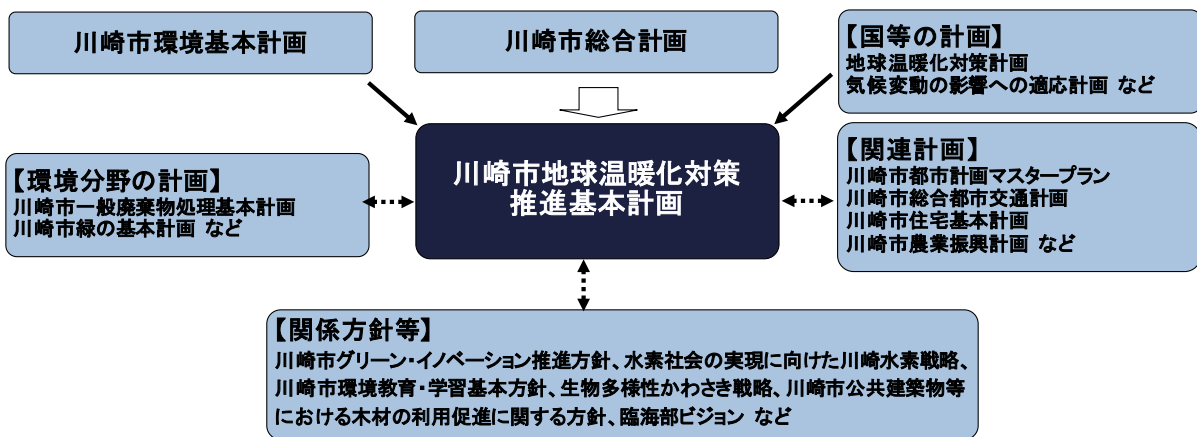 川崎市環境基本計画
川崎市総合計画
【国等の計画】
地球温暖化対策計画
気候変動の影響への適応計画 など
川崎市地球温暖化対策
推進基本計画
【環境分野の計画】
川崎市一般廃棄物処理基本計画
川崎市緑の基本計画 など
【関連計画】
川崎市都市計画マスタープラン
川崎市総合都市交通計画
川崎市住宅基本計画
川崎市農業振興計画 など
【関係方針等】
川崎市グリーン・イノベーション推進方針、水素社会の実現に向けた川崎水素戦略、
川崎市環境教育・学習基本方針、生物多様性かわさき戦略、川崎市公共建築物等
における木材の利用促進に関する方針、臨海部ビジョン など